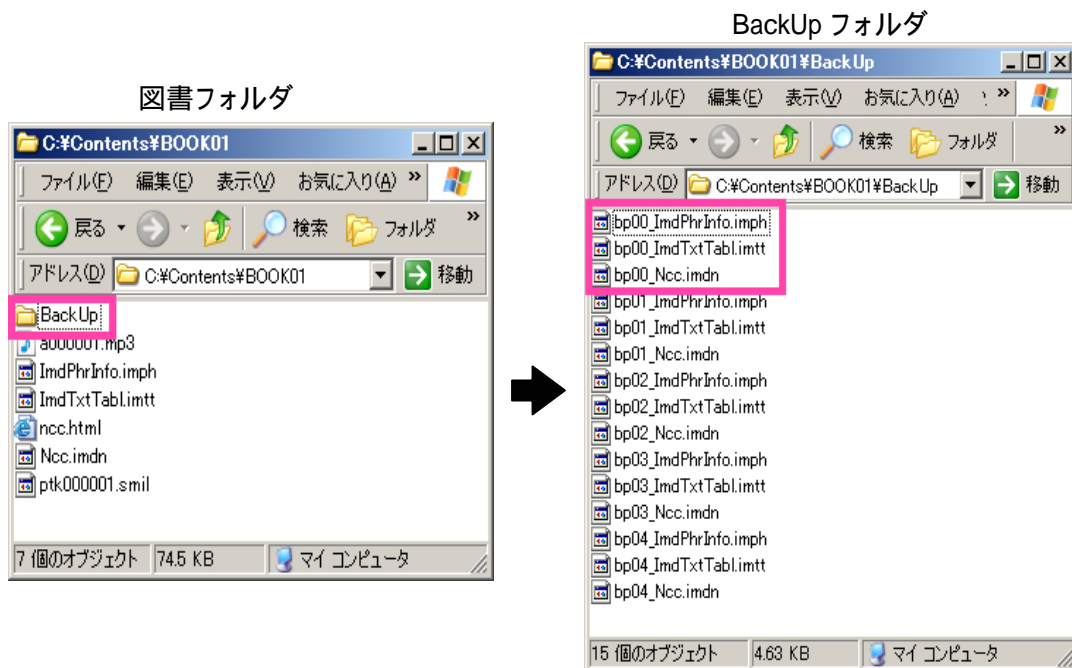 図書フォルダ
C:¥Contents¥BOOK01
ファイル(F) 編集(E) 表示(V) お気に入り(A) »
戻る 検索 フォルダ »
アドレス(D) C:¥Contents¥BOOK01 移動
BackUp
a000001.mp3
ImdPhrInfo.imph
ImdTxtTabl.imtt
ncc.html
Ncc.imdn
ptk000001.smil
7 個のオブジェクト 74.5 KB マイ コンピュータ
BackUp フォルダ
C:¥Contents¥BOOK01¥BackUp
ファイル(F) 編集(E) 表示(V) お気に入り(A) »
戻る 検索 フォルダ »
アドレス(D) C:¥Contents¥BOOK01¥BackUp 移動
bp00_ImdPhrInfo.imph
bp00_ImdTxtTabl.imtt
bp00_Ncc.imdn
bp01_ImdPhrInfo.imph
bp01_ImdTxtTabl.imtt
bp01_Ncc.imdn
bp02_ImdPhrInfo.imph
bp02_ImdTxtTabl.imtt
bp02_Ncc.imdn
bp03_ImdPhrInfo.imph
bp03_ImdTxtTabl.imtt
bp03_Ncc.imdn
bp04_ImdPhrInfo.imph
bp04_ImdTxtTabl.imtt
bp04_Ncc.imdn
15 個のオブジェクト 4.63 KB マイ コンピュータ